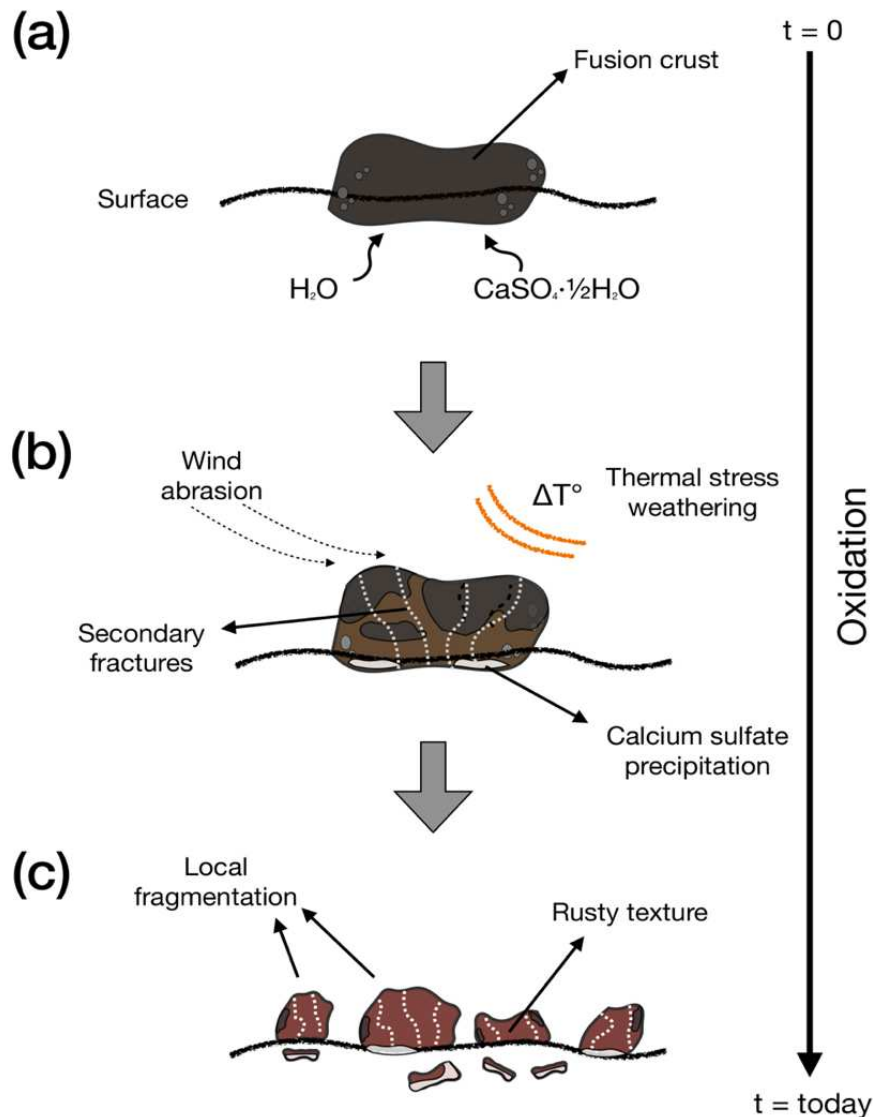 (a)
t = 0
Fusion crust
Surface
H₂O
CaSO₄·½H₂O
(b)
Wind
abrasion
ΔT°
Thermal stress
weathering
Oxidation
Secondary
fractures
Calcium sulfate
precipitation
(c)
Local
fragmentation
Rusty texture
t = today